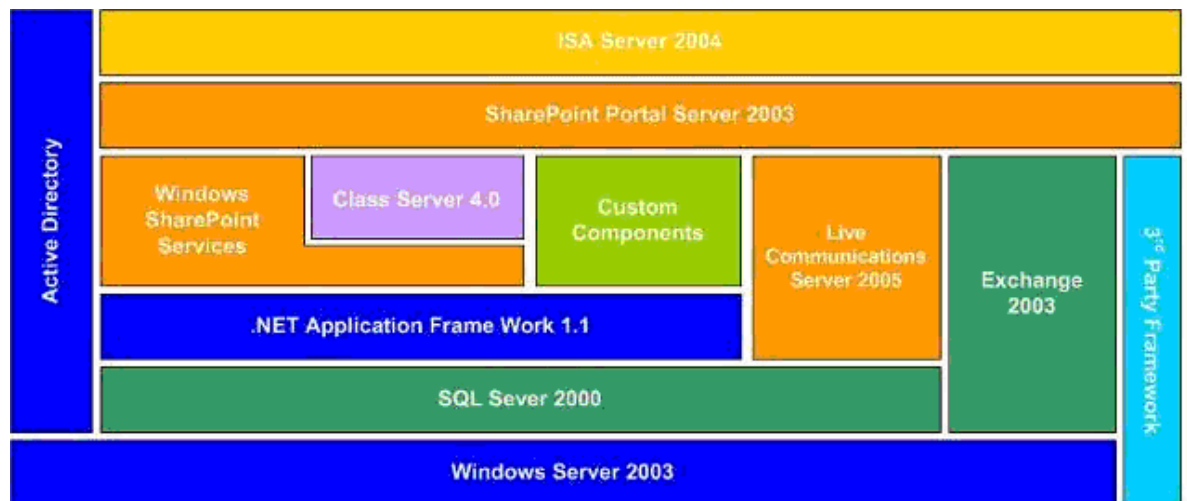 ISA Server 2004
SharePoint Portal Server 2003
Active Directory
Windows
SharePoint
Services
Class Server 4.0
Custom
Components
Live
Communications
Server 2005
Exchange
2003
3rd Party Framework
.NET Application Frame Work 1.1
SQL Sever 2000
Windows Server 2003